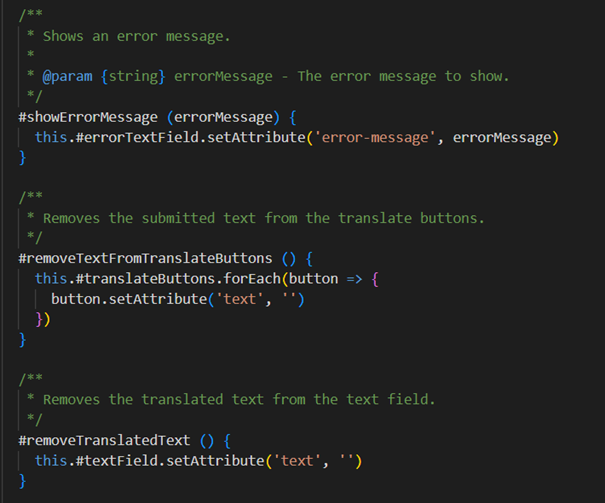 /**
 * Shows an error message.
 *
 * @param {string} errorMessage - The error message to show.
 */
#showErrorMessage (errorMessage) {
  this.#errorTextField.setAttribute('error-message', errorMessage)
}

/**
 * Removes the submitted text from the translate buttons.
 */
#removeTextFromTranslateButtons () {
  this.#translateButtons.forEach(button => {
    button.setAttribute('text', '')
  })
}

/**
 * Removes the translated text from the text field.
 */
#removeTranslatedText () {
  this.#textField.setAttribute('text', '')
}